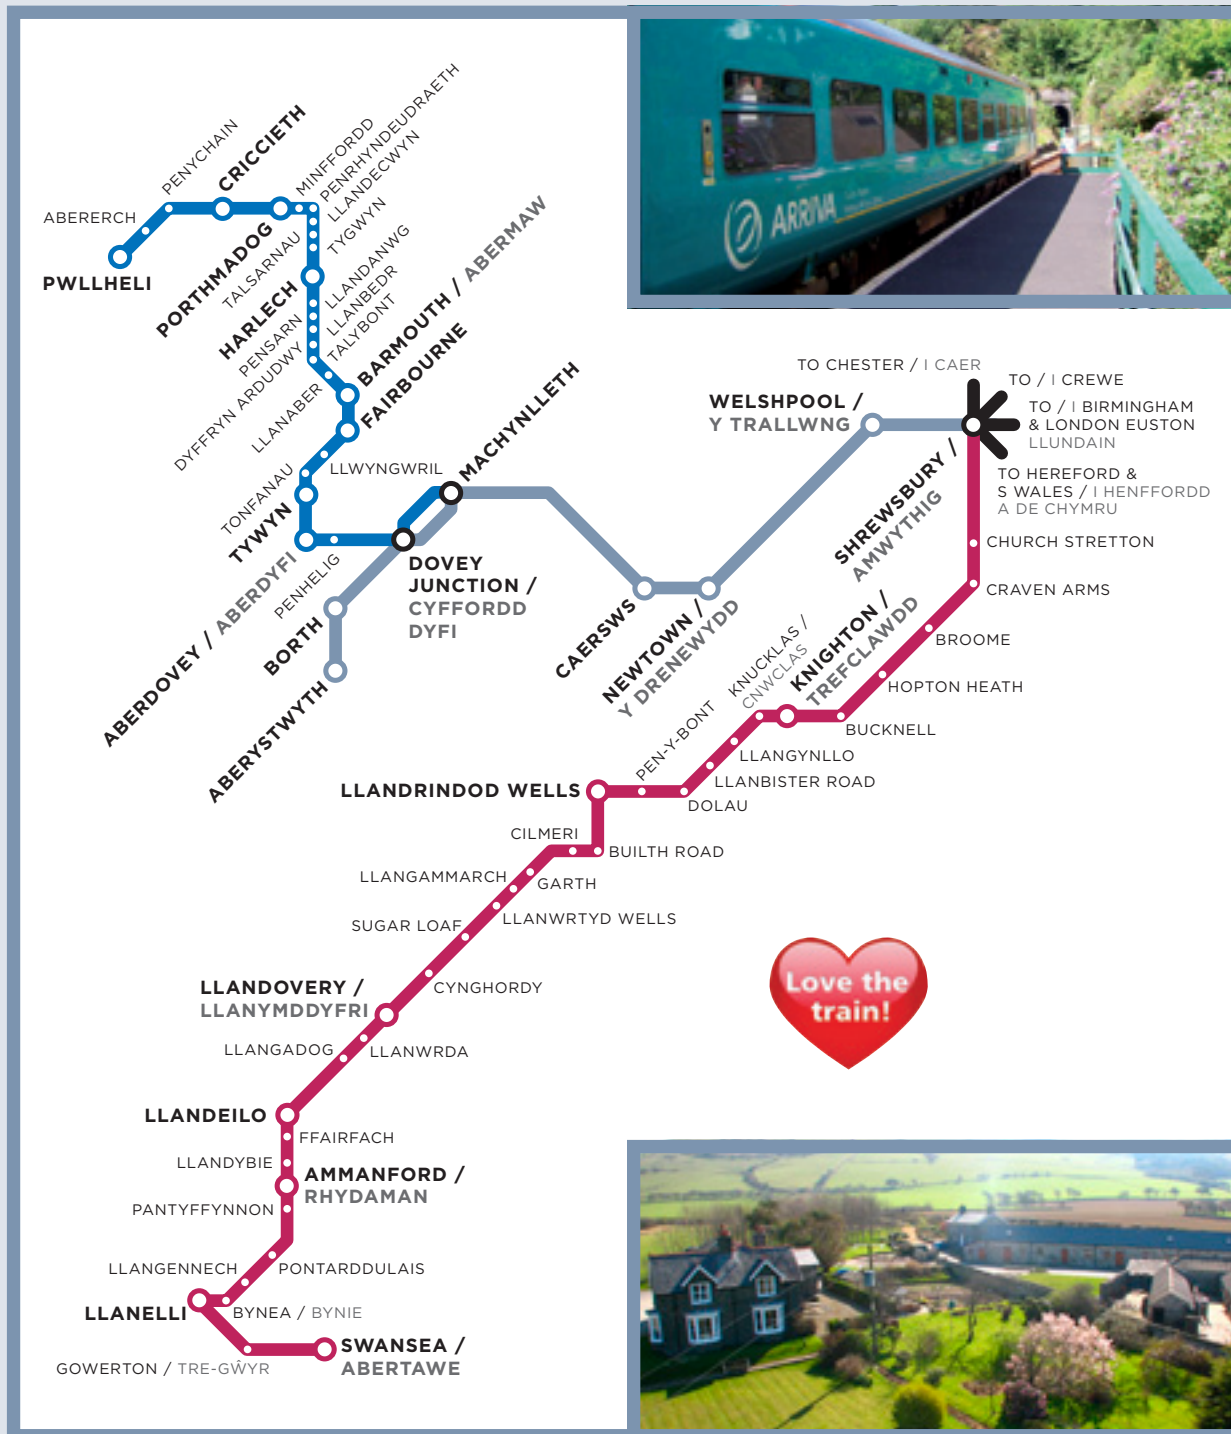 ARRIVA
PENYCHAIN
CRICCIETH
MINFFORDD
PENRHYNDEUDRAETH
LLANDECWYN
TYGWYN
ABERERCH
PWLLHELI
PORTHMADOG
TALSARNAU
HARLECH
LLANDANWG
PENSARN
LLANBEDR
DYFFRYN ARDUDWY
TALYBONT
LLANABER
BARMOUTH / ABERMAW
FAIRBOURNE
LLWYNGWRIL
TONFANAU
TYWYN
ABERDOVEY / ABERDYFI
PENHELIG
MACHYNLLETH
DOVEY
JUNCTION /
CYFFORDD
DYFI
BORTH
ABERYSTWYTH
CAERSWS
NEWTOWN /
Y DRENEWYDD
WELSHPOOL /
Y TRALLWNG
TO CHESTER / I CAER
TO / I CREWE
TO / I BIRMINGHAM
& LONDON EUSTON
LLUNDAIN
TO HEREFORD &
S WALES / I HENFFORDD
A DE CHYMRU
SHREWSBURY /
AMWYTHIG
CHURCH STRETTON
CRAVEN ARMS
BROOME
HOPTON HEATH
BUCKNELL
KNIGHTON /
TREFCLAWDD
KNUCKLAS /
CNWCLAS
LLANGYNLLO
LLANBISTER ROAD
DOLAU
PEN-Y-BONT
LLANDRINDOD WELLS
BUILTH ROAD
CILMERI
GARTH
LLANGAMMARCH
LLANWRTYD WELLS
SUGAR LOAF
CYNGHORDY
LLANDOVERY /
LLANYMDDYFRI
LLANWRDA
LLANGADOG
LLANDEILO
FFAIRFACH
LLANDYBIE
AMMANFORD /
RHYDAMAN
PANTYFFYNNON
PONTARDDULAIS
LLANGENNECH
BYNEA / BYNIE
LLANELLI
GOWERTON / TRE-GŴYR
SWANSEA /
ABERTAWE
Love the
train!